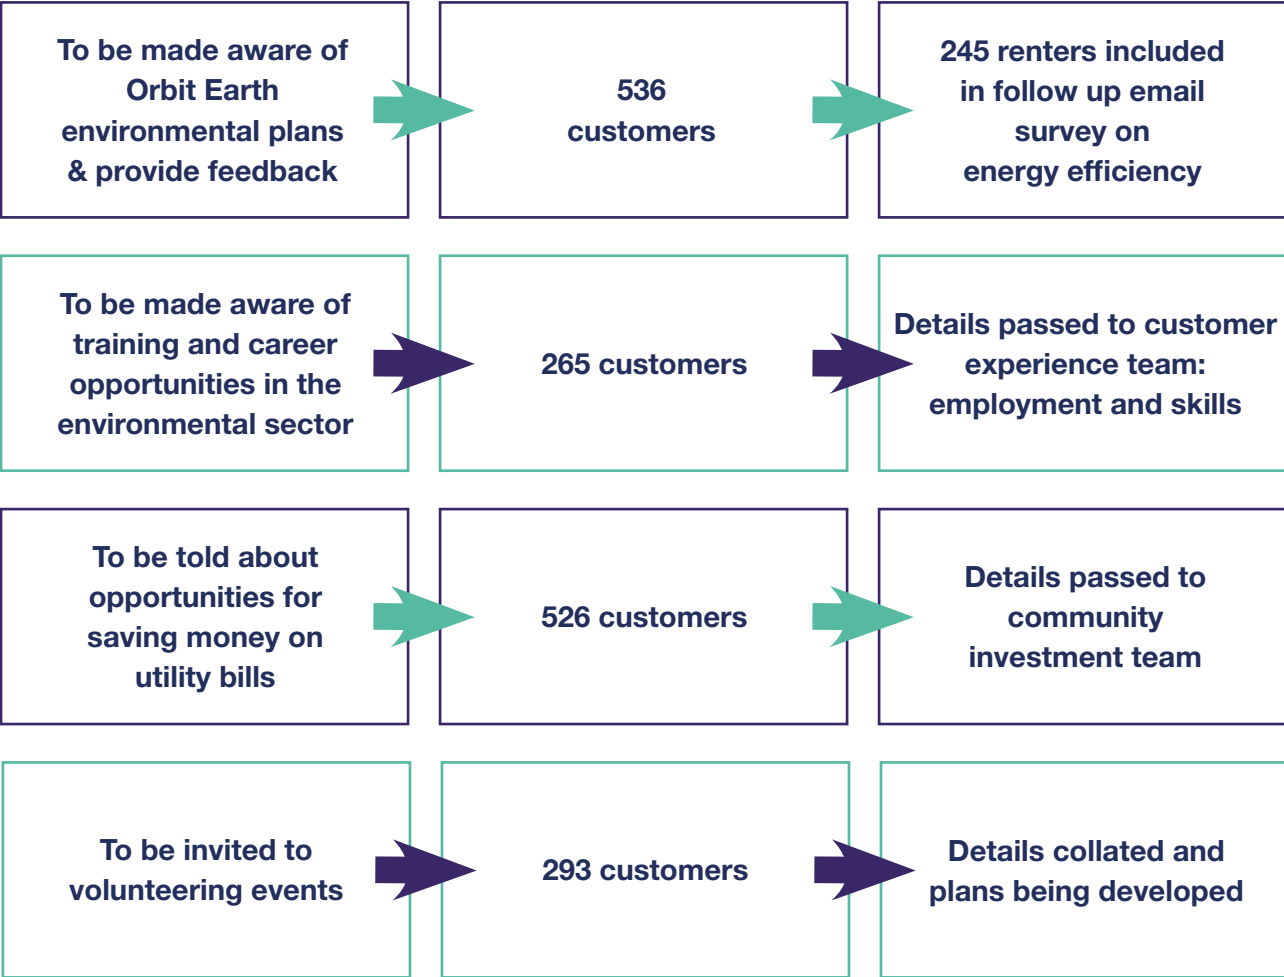 To be made aware of
Orbit Earth
environmental plans
& provide feedback
536
customers
245 renters included
in follow up email
survey on
energy efficiency
To be made aware of
training and career
opportunities in the
environmental sector
265 customers
Details passed to customer
experience team:
employment and skills
To be told about
opportunities for
saving money on
utility bills
526 customers
Details passed to
community
investment team
To be invited to
volunteering events
293 customers
Details collated and
plans being developed